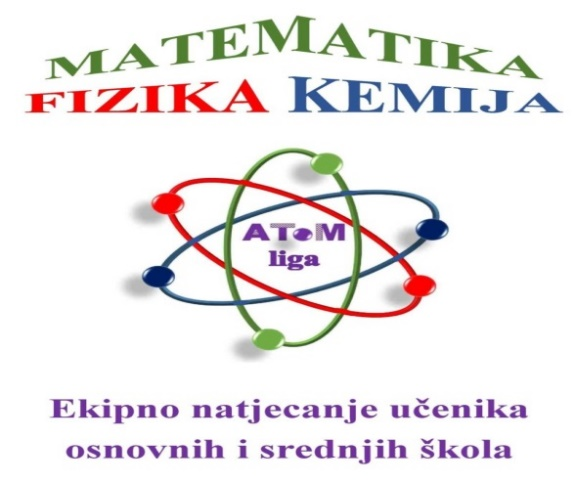 MATEMATIKA
FIZIKA KEMIJA
AToM
liga
Ekipno natjecanje učenika
osnovnih i srednjih škola